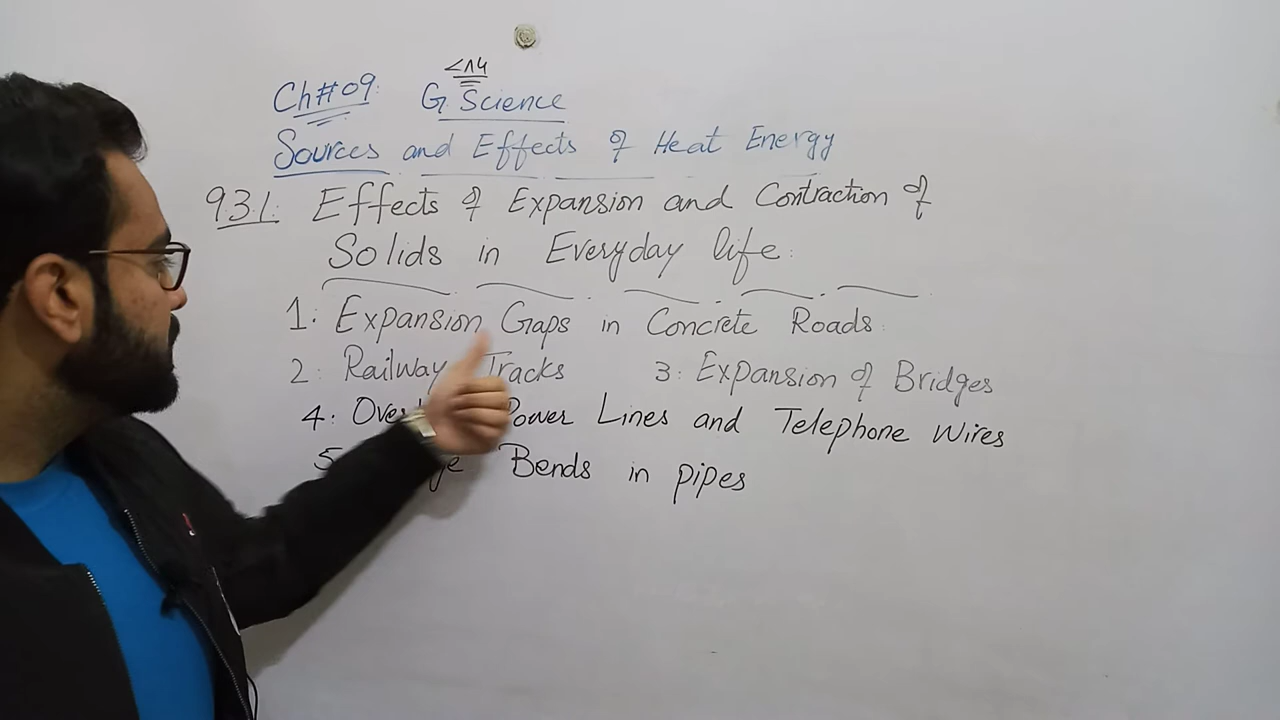 Ch#09: G Science
Sources and Effects of Heat Energy
9.3.1: Effects of Expansion and Contraction of
Solids in Everyday life:
1: Expansion Gaps in Concrete Roads:
2: Railway Tracks 3: Expansion of Bridges
4: Power Lines and Telephone Wires
5 Bends in pipes